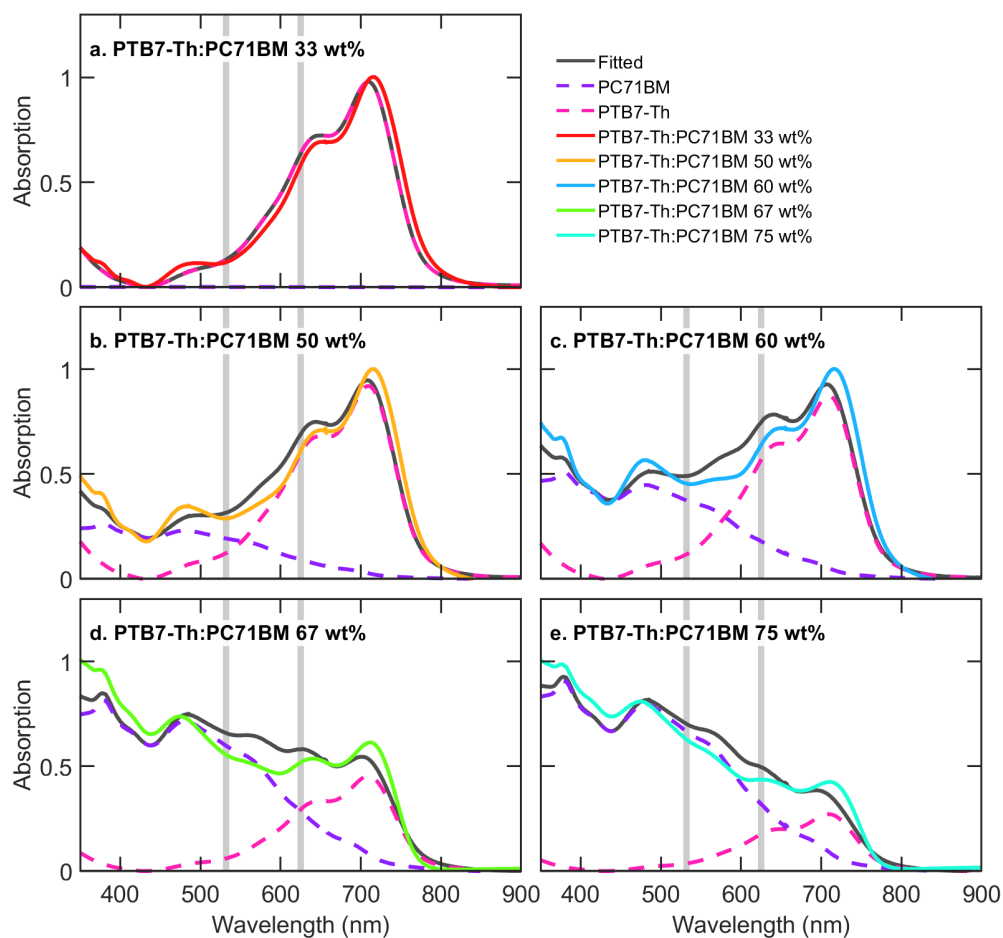 a. PTB7-Th:PC71BM 33 wt%
1
0.5
0
Absorption
Fitted
PC71BM
PTB7-Th
PTB7-Th:PC71BM 33 wt%
PTB7-Th:PC71BM 50 wt%
PTB7-Th:PC71BM 60 wt%
PTB7-Th:PC71BM 67 wt%
PTB7-Th:PC71BM 75 wt%
b. PTB7-Th:PC71BM 50 wt%
1
0.5
0
Absorption
c. PTB7-Th:PC71BM 60 wt%
d. PTB7-Th:PC71BM 67 wt%
1
0.5
0
Absorption
400 500 600 700 800 900
Wavelength (nm)
e. PTB7-Th:PC71BM 75 wt%
400 500 600 700 800 900
Wavelength (nm)